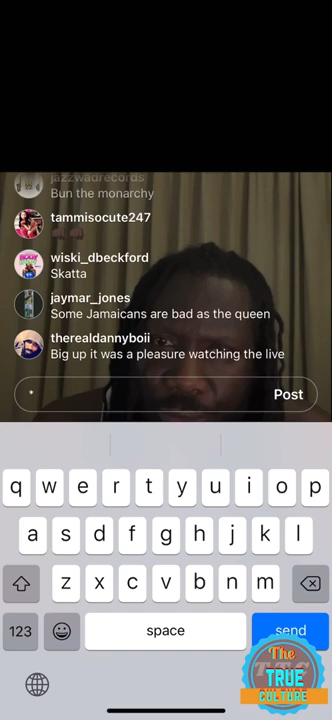 jazzwadrecords
Bun the monarchy
tammisocute247
wiski_dbeckford
Skatta
jaymar_jones
Some Jamaicans are bad as the queen
therealdannyboii
Big up it was a pleasure watching the live
* Post
q w e r t y u i o p
a s d f g h j k l
z x c v b n m
123 space send
The
T.T.C
TRUE
CULTURE